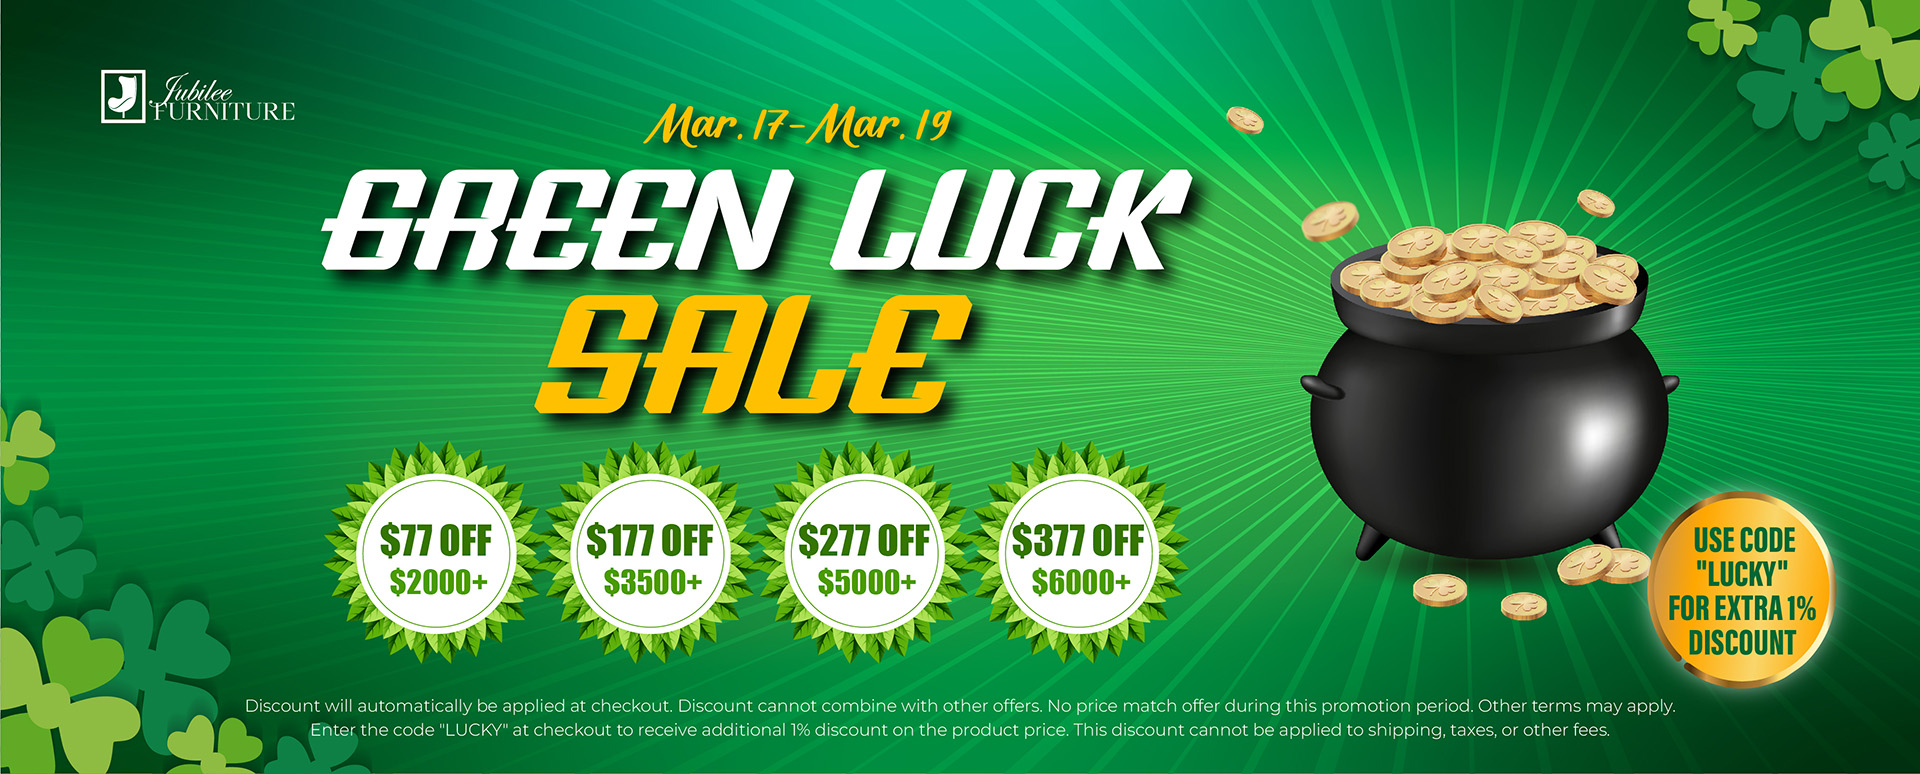 Jubilee
FURNITURE
Mar. 17-Mar. 19
GREEN LUCK
SALE
$77 OFF
$2000+
$177 OFF
$3500+
$277 OFF
$5000+
$377 OFF
$6000+
USE CODE
"LUCKY"
FOR EXTRA 1%
DISCOUNT
Discount will automatically be applied at checkout. Discount cannot combine with other offers. No price match offer during this promotion period. Other terms may apply.
Enter the code "LUCKY" at checkout to receive additional 1% discount on the product price. This discount cannot be applied to shipping, taxes, or other fees.